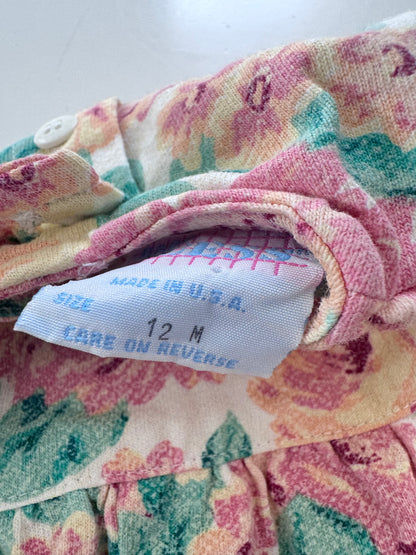 MADE IN U.S.A.
SIZE 12 M
CARE ON REVERSE